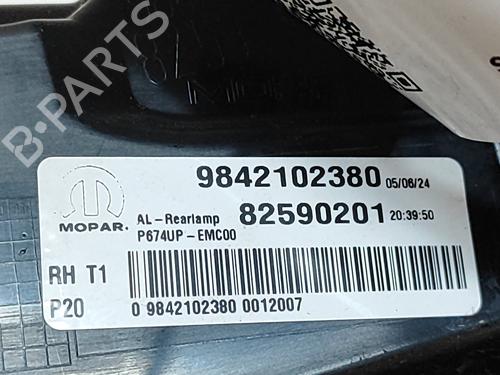 B-PARTS
9842102380 05/06/24
MOPAR.
AL-Rearlamp 82590201 20:39:50
P674UP-EMC00
RH T1
P20
0 9842102380 0012007